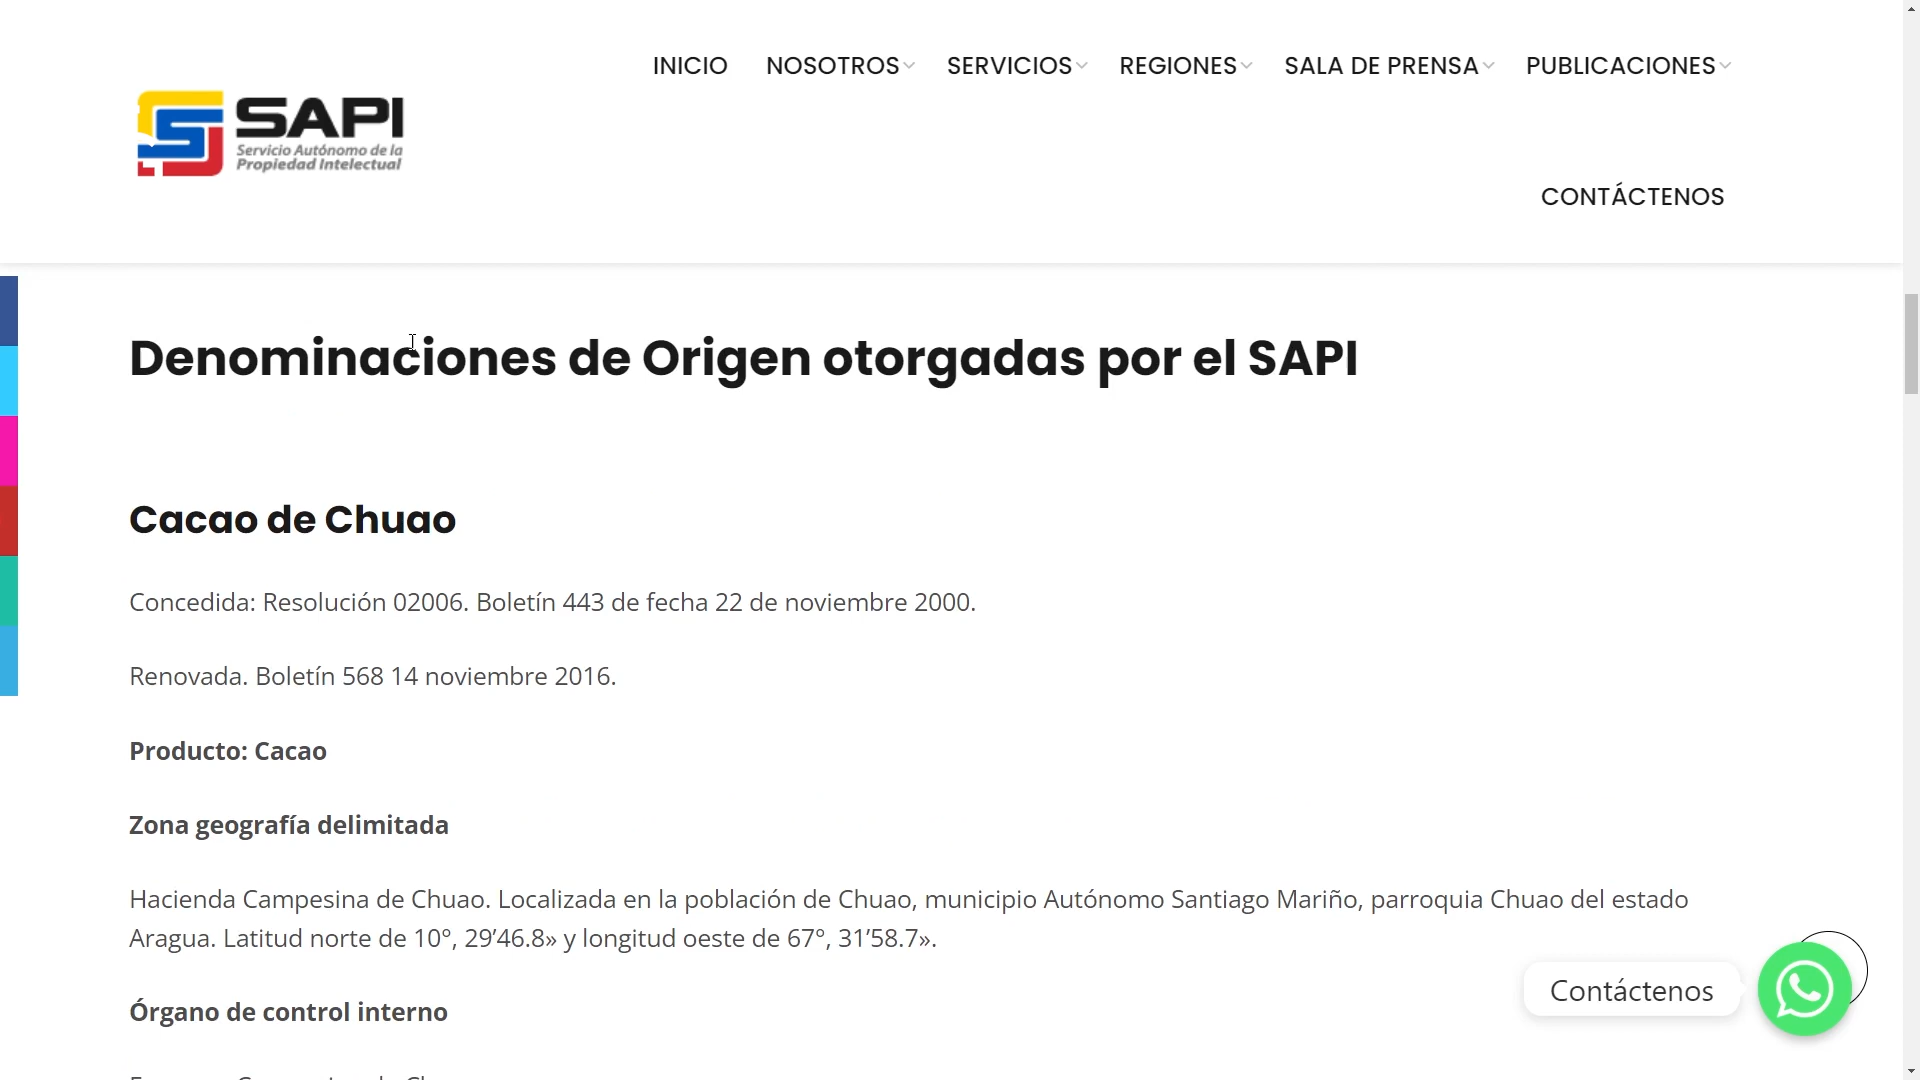 INICIO NOSOTROS SERVICIOS REGIONES SALA DE PRENSA PUBLICACIONES
SAPI
Servicio Autónomo de la
Propiedad Intelectual
CONTÁCTENOS
Denominaciones de Origen otorgadas por el SAPI
Cacao de Chuao
Concedida: Resolución 02006. Boletín 443 de fecha 22 de noviembre 2000.
Renovada. Boletín 568 14 noviembre 2016.
Producto: Cacao
Zona geografía delimitada
Hacienda Campesina de Chuao. Localizada en la población de Chuao, municipio Autónomo Santiago Mariño, parroquia Chuao del estado
Aragua. Latitud norte de 10°, 29’46.8» y longitud oeste de 67°, 31’58.7».
Contáctenos
Órgano de control interno